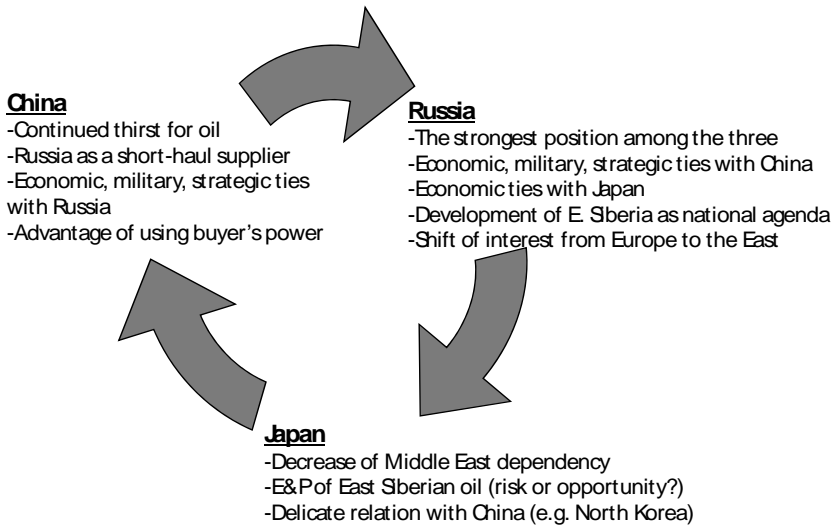 China
-Continued thirst for oil
-Russia as a short-haul supplier
-Economic, military, strategic ties
with Russia
-Advantage of using buyer's power
Russia
-The strongest position among the three
-Economic, military, strategic ties with China
-Economic ties with Japan
-Development of E. Siberia as national agenda
-Shift of interest from Europe to the East
Japan
-Decrease of Middle East dependency
-E&P of East Siberian oil (risk or opportunity?)
-Delicate relation with China (e.g. North Korea)